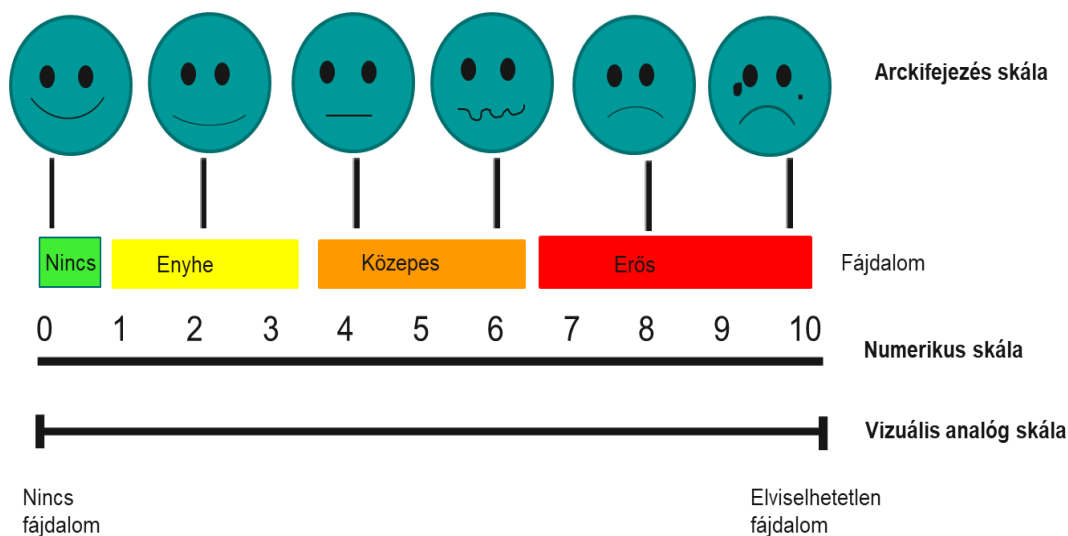 Arckifejezés skála
Nincs Enyhe Közepes Erős Fájdalom
0 1 2 3 4 5 6 7 8 9 10
Numerikus skála
Vizuális analóg skála
Nincs
fájdalom
Elviselhetetlen
fájdalom